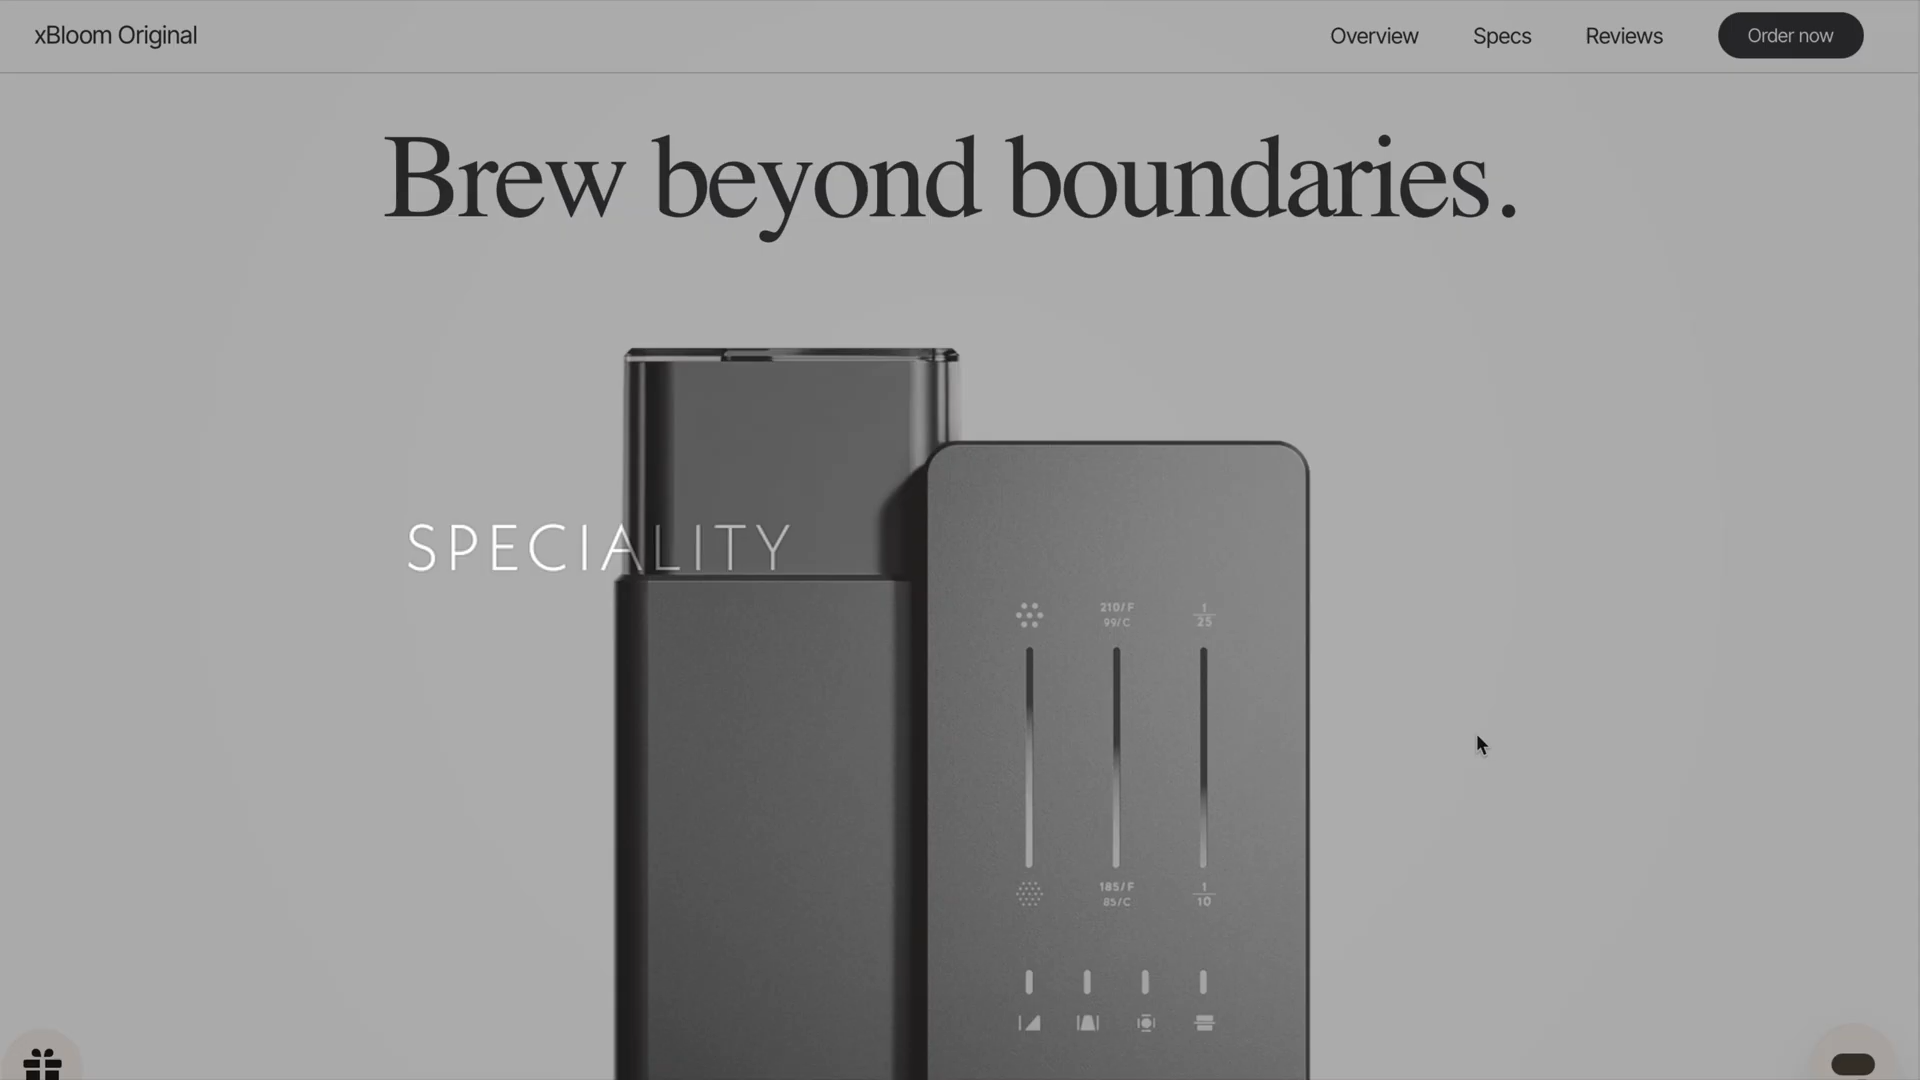 xBloom Original
Overview
Specs
Reviews
Order now
Brew beyond boundaries.
SPECIALITY
210/F
99/C
1
25
185/F
85/C
1
10